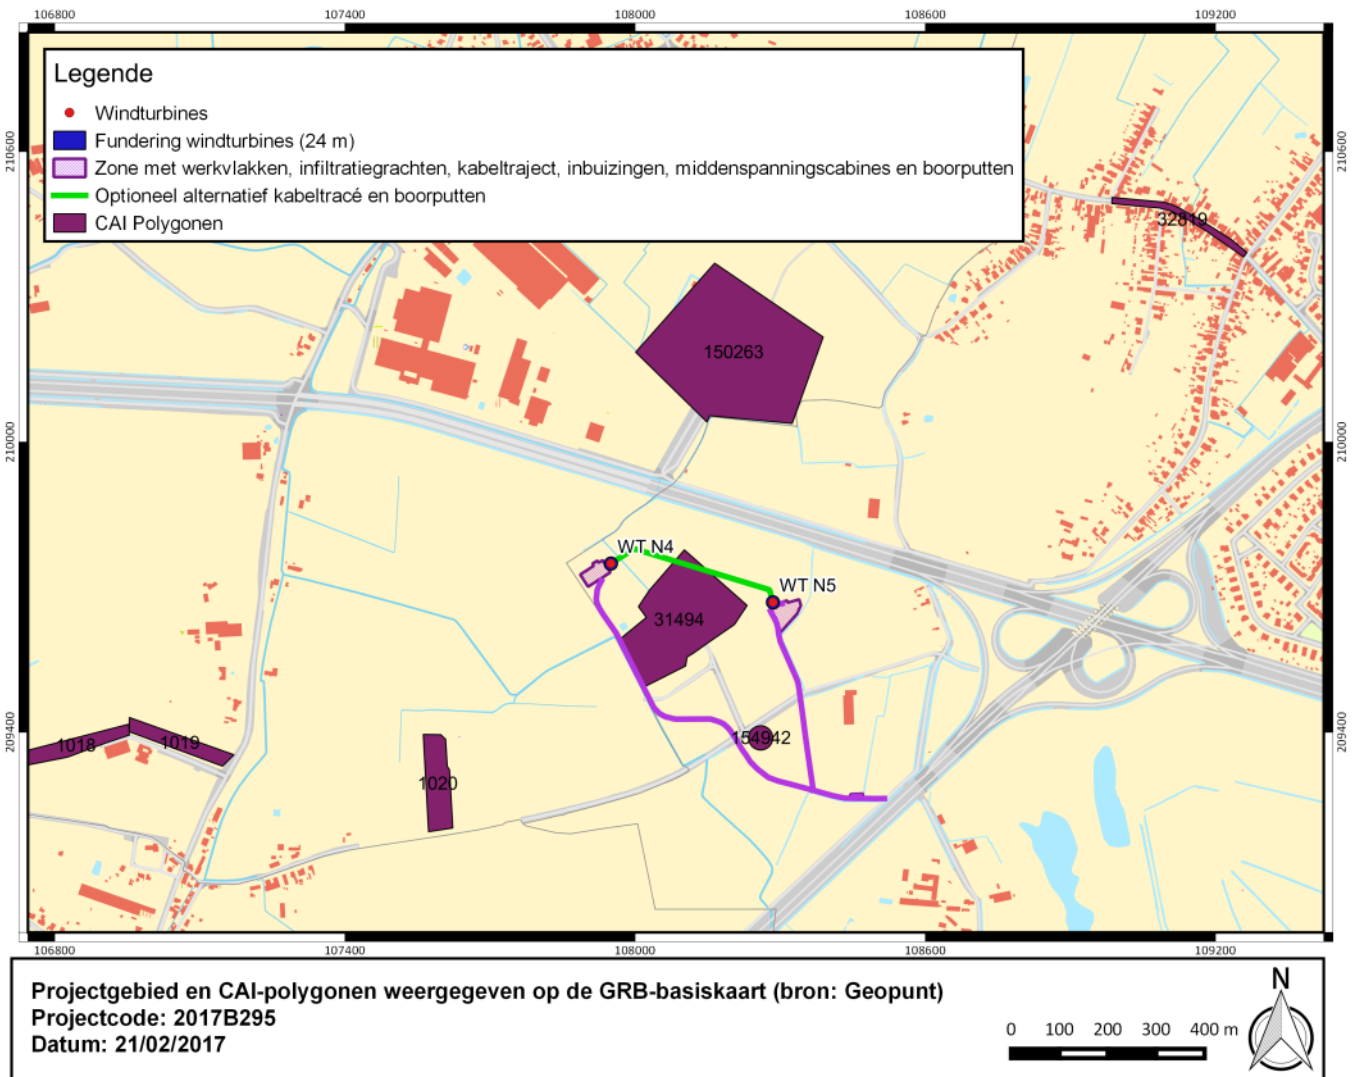 106800 107400 108000 108600 109200
Legende
Windturbines
Fundering windturbines (24 m)
Zone met werkvlakken, infiltratiegrachten, kabeltraject, inbuizingen, middenspanningscabines en boorputten
Optioneel alternatief kabeltracé en boorputten
CAI Polygonen
210600 210600
32819
150263
210000 210000
WT N4
WT N5
31494
209400 209400
1018 1019
154942
1020
106800 107400 108000 108600 109200
Projectgebied en CAI-polygonen weergegeven op de GRB-basiskaart (bron: Geopunt)
Projectcode: 2017B295
Datum: 21/02/2017
N
0 100 200 300 400 m